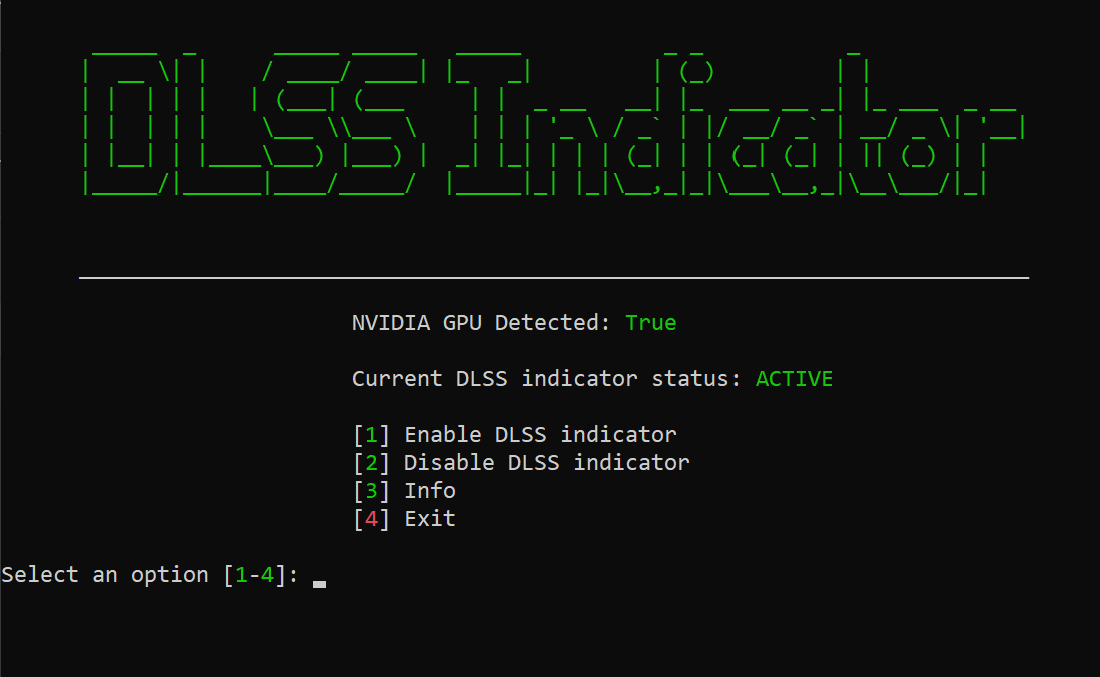 DLSS Indicator
NVIDIA GPU Detected: True
Current DLSS indicator status: ACTIVE
[1] Enable DLSS indicator
[2] Disable DLSS indicator
[3] Info
[4] Exit
Select an option [1-4]: